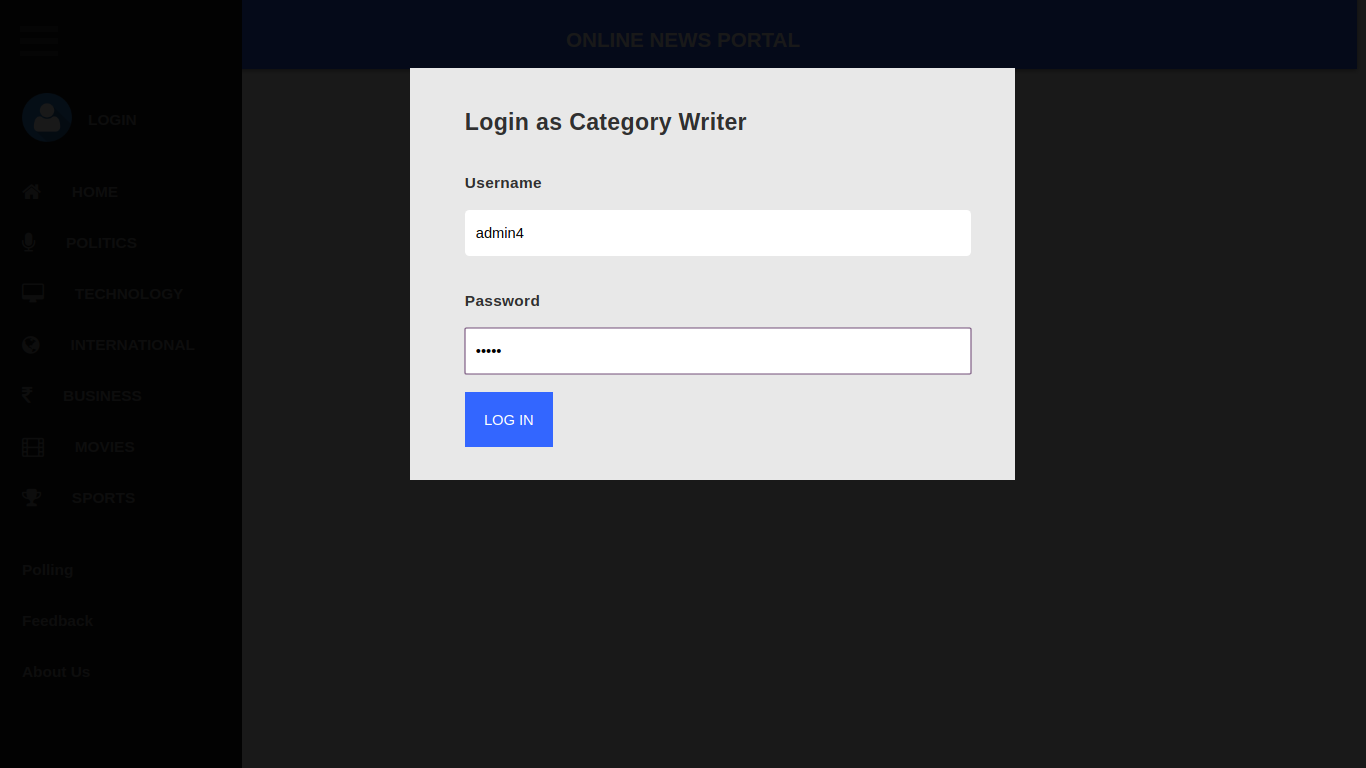 ONLINE NEWS PORTAL
LOGIN
HOME
POLITICS
TECHNOLOGY
INTERNATIONAL
BUSINESS
MOVIES
SPORTS
Polling
Feedback
About Us
Login as Category Writer
Username
admin4
Password
•••••
LOG IN